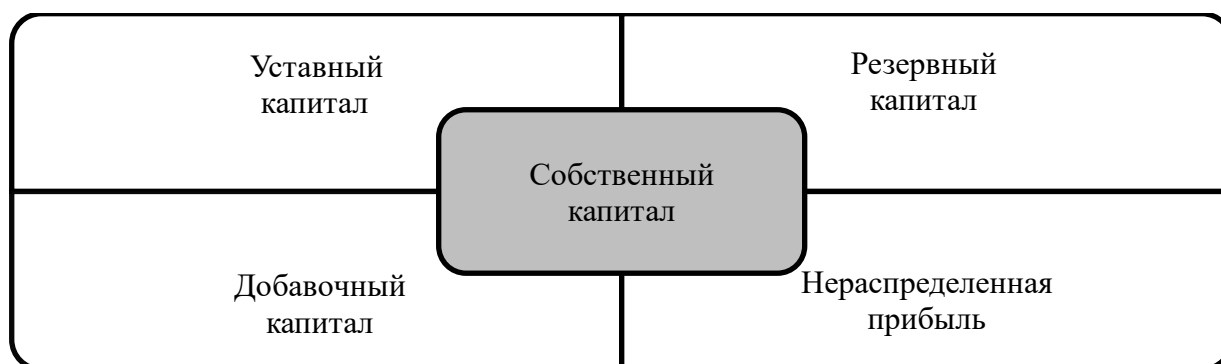 Уставный
капитал
Резервный
капитал
Собственный
капитал
Добавочный
капитал
Нераспределенная
прибыль